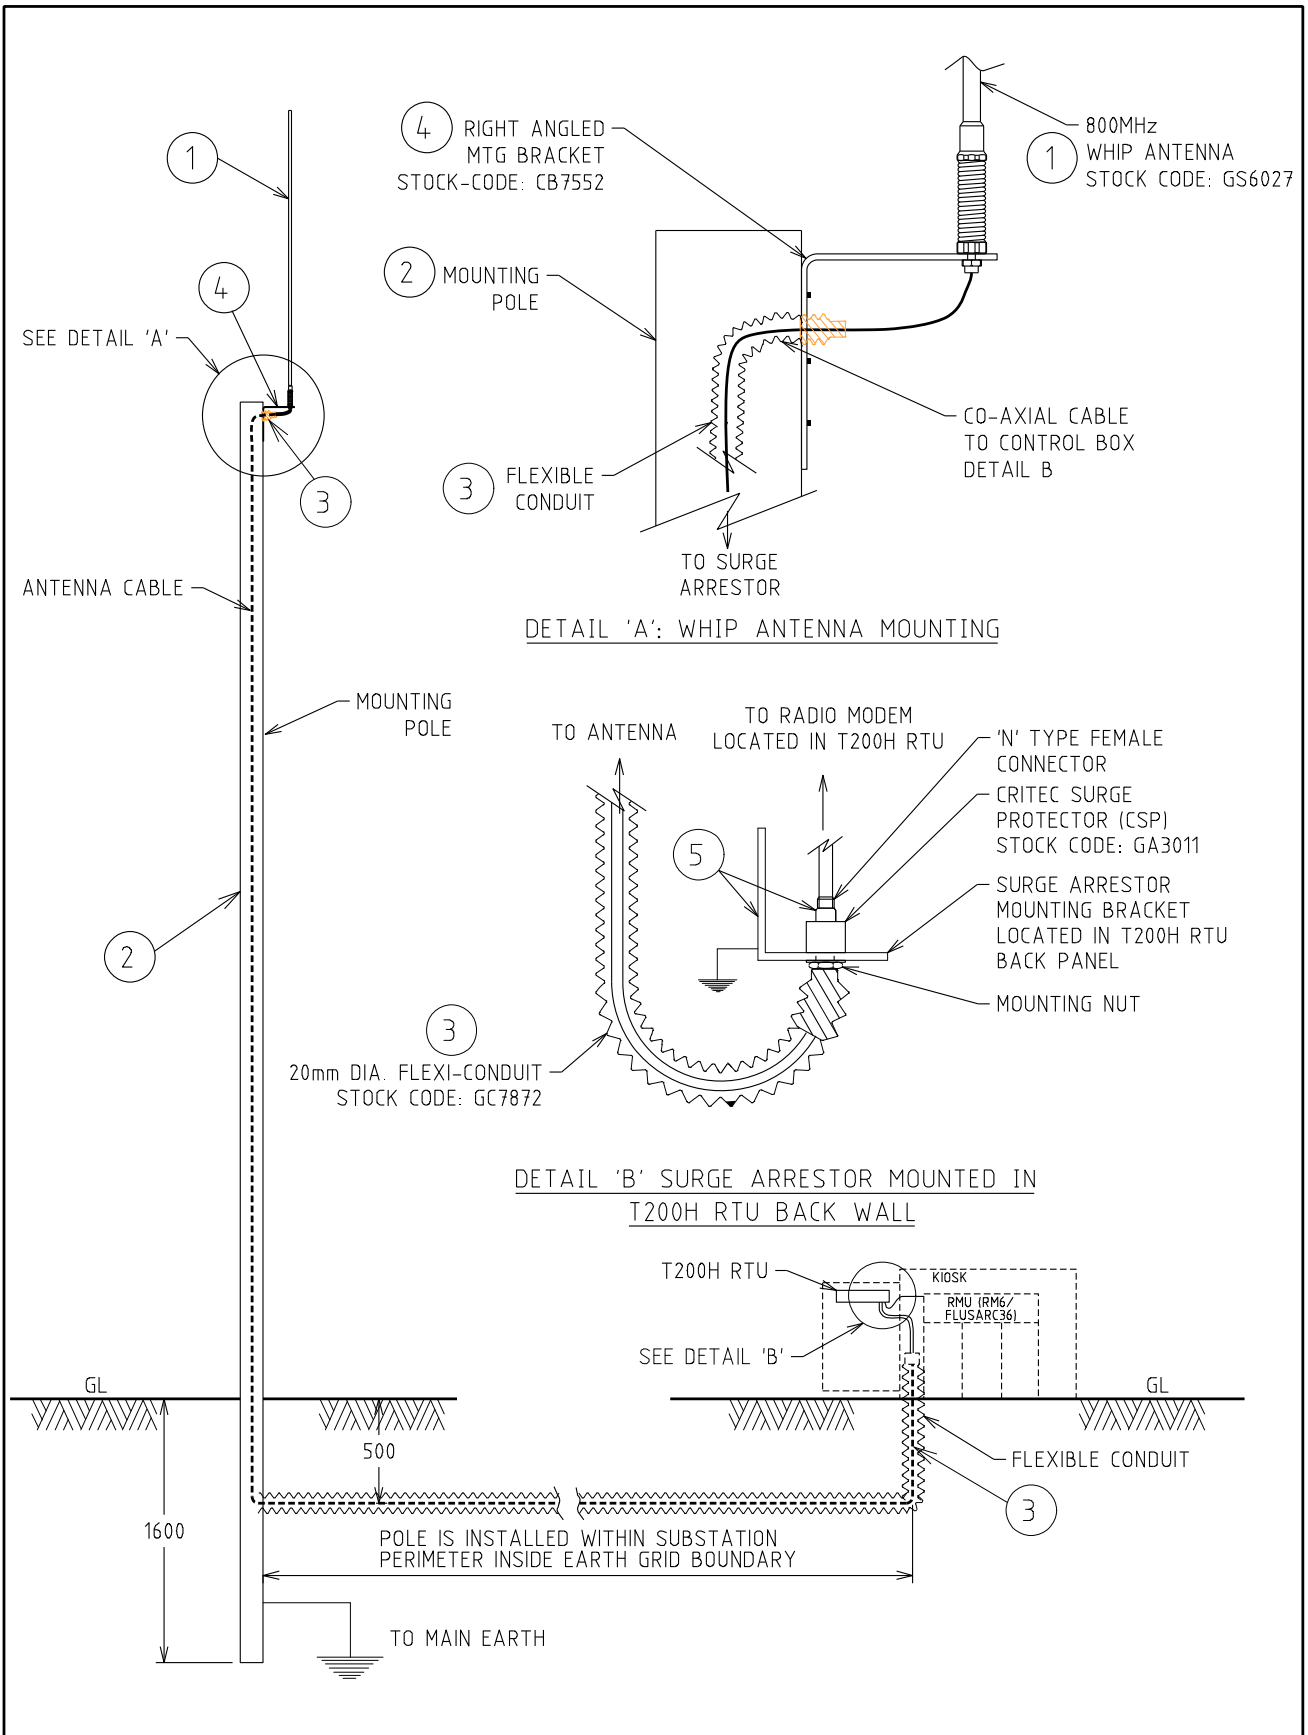 1
4
SEE DETAIL 'A'
3
ANTENNA CABLE
MOUNTING
POLE
2
4
RIGHT ANGLED
MTG BRACKET
STOCK-CODE: CB7552
2
MOUNTING
POLE
3
FLEXIBLE
CONDUIT
TO SURGE
ARRESTOR
1
800MHz
WHIP ANTENNA
STOCK CODE: GS6027
CO-AXIAL CABLE
TO CONTROL BOX
DETAIL B
DETAIL 'A': WHIP ANTENNA MOUNTING
TO ANTENNA
TO RADIO MODEM
LOCATED IN T200H RTU
'N' TYPE FEMALE
CONNECTOR
CRITEC SURGE
PROTECTOR (CSP)
STOCK CODE: GA3011
5
SURGE ARRESTOR
MOUNTING BRACKET
LOCATED IN T200H RTU
BACK PANEL
MOUNTING NUT
3
20mm DIA. FLEXI-CONDUIT
STOCK CODE: GC7872
DETAIL 'B' SURGE ARRESTOR MOUNTED IN
T200H RTU BACK WALL
T200H RTU
KIOSK
RMU (RM6/
FLUSARC36)
SEE DETAIL 'B'
GL
GL
500
FLEXIBLE CONDUIT
3
1600
POLE IS INSTALLED WITHIN SUBSTATION
PERIMETER INSIDE EARTH GRID BOUNDARY
TO MAIN EARTH